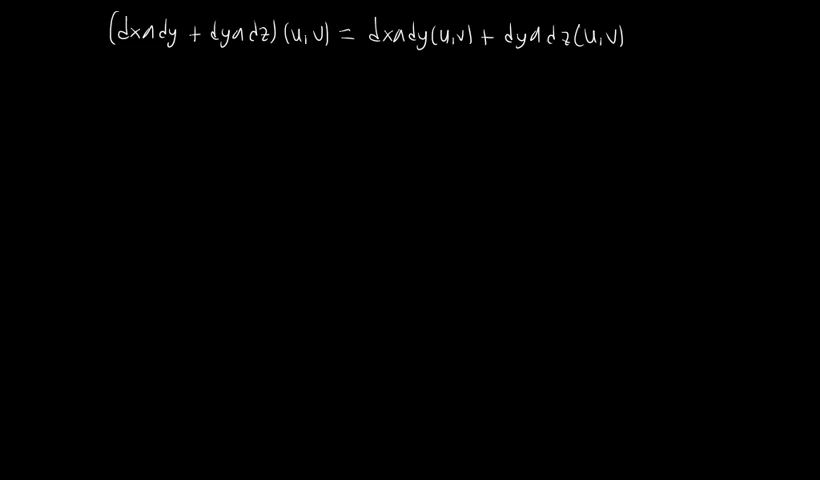 (dx∧dy + dy∧dz)(u,v) = dx∧dy(u,v) + dy∧dz(u,v)